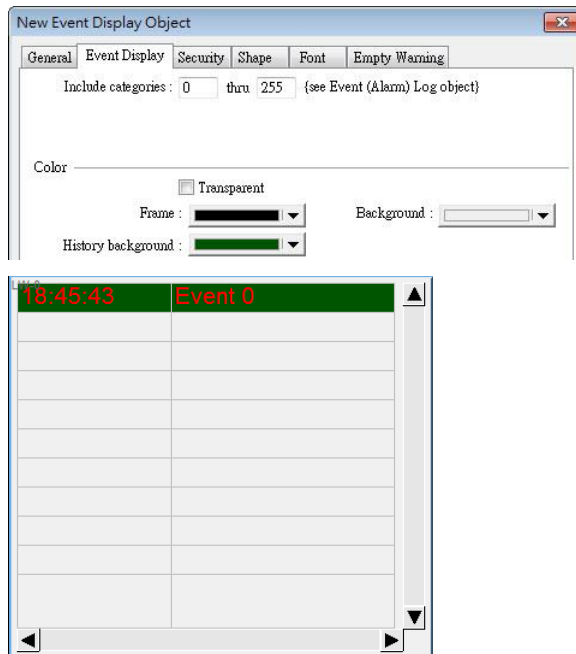 New Event Display Object
General Event Display Security Shape Font Empty Warning
Include categories : 0 thru 255 {see Event (Alarm) Log object}
Color
Transparent
Frame : Background :
History background :
18:45:43 Event 0